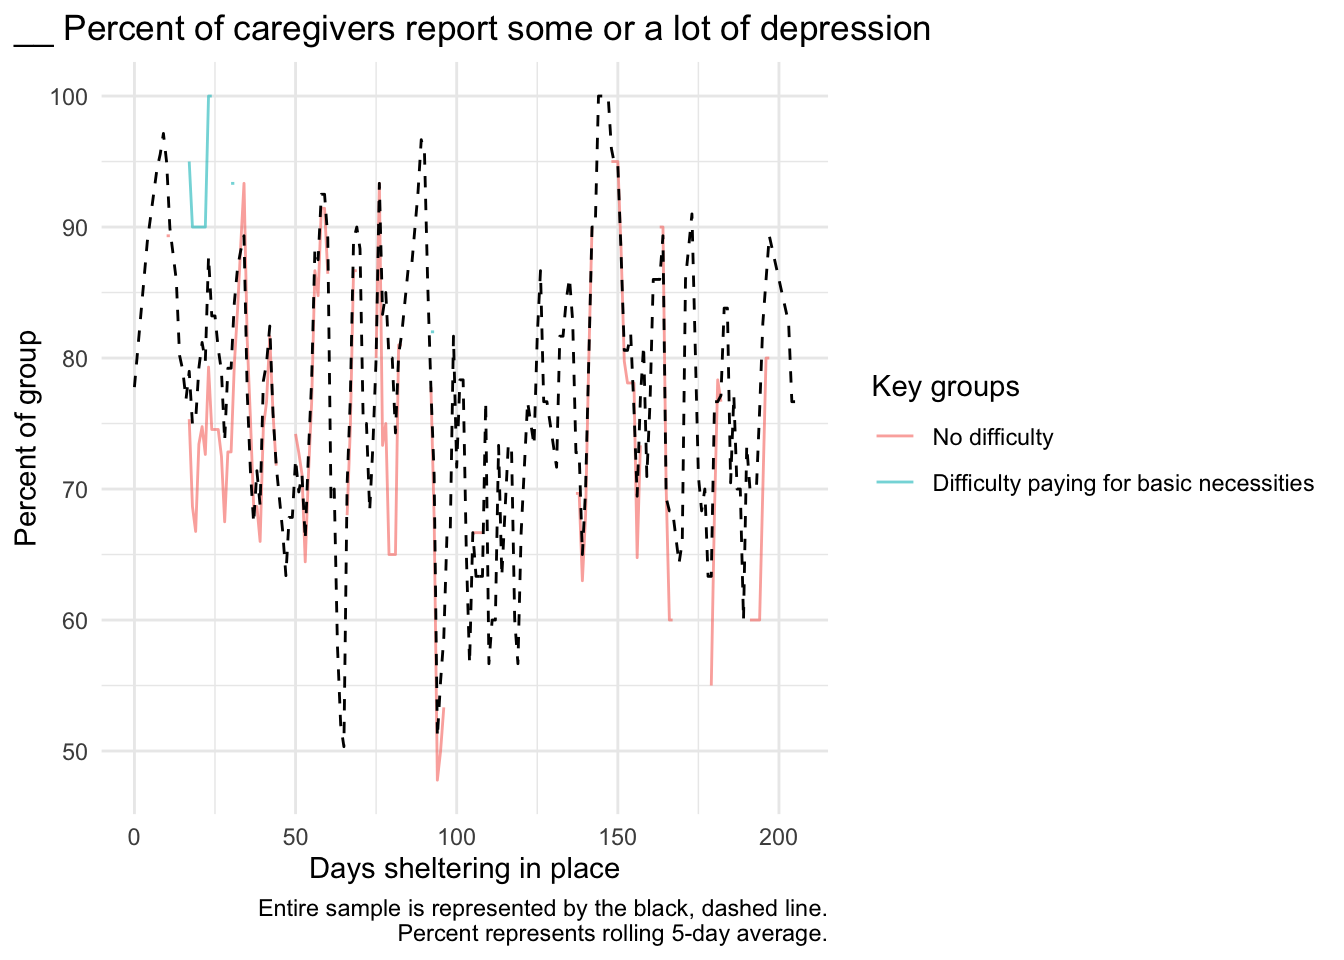 __ Percent of caregivers report some or a lot of depression
Percent of group
100
90
80
70
60
50
0 50 100 150 200
Days sheltering in place
Key groups
No difficulty
Difficulty paying for basic necessities
Entire sample is represented by the black, dashed line.
Percent represents rolling 5-day average.